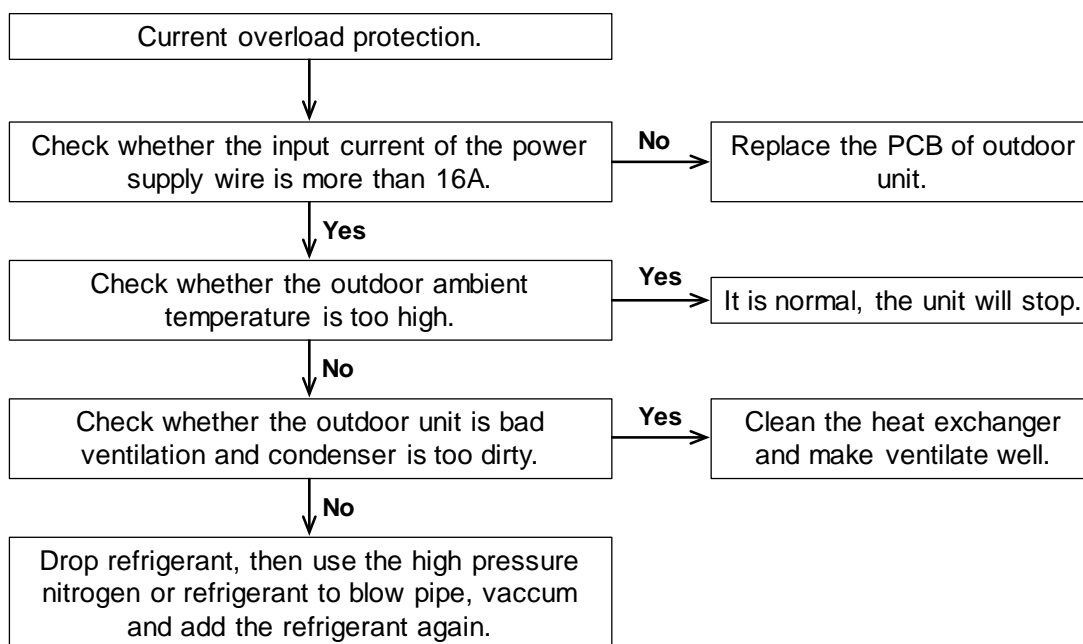 Current overload protection.
Check whether the input current of the power
supply wire is more than 16A.
No
Replace the PCB of outdoor
unit.
Yes
Check whether the outdoor ambient
temperature is too high.
Yes
It is normal, the unit will stop.
No
Check whether the outdoor unit is bad
ventilation and condenser is too dirty.
Yes
Clean the heat exchanger
and make ventilate well.
No
Drop refrigerant, then use the high pressure
nitrogen or refrigerant to blow pipe, vaccum
and add the refrigerant again.